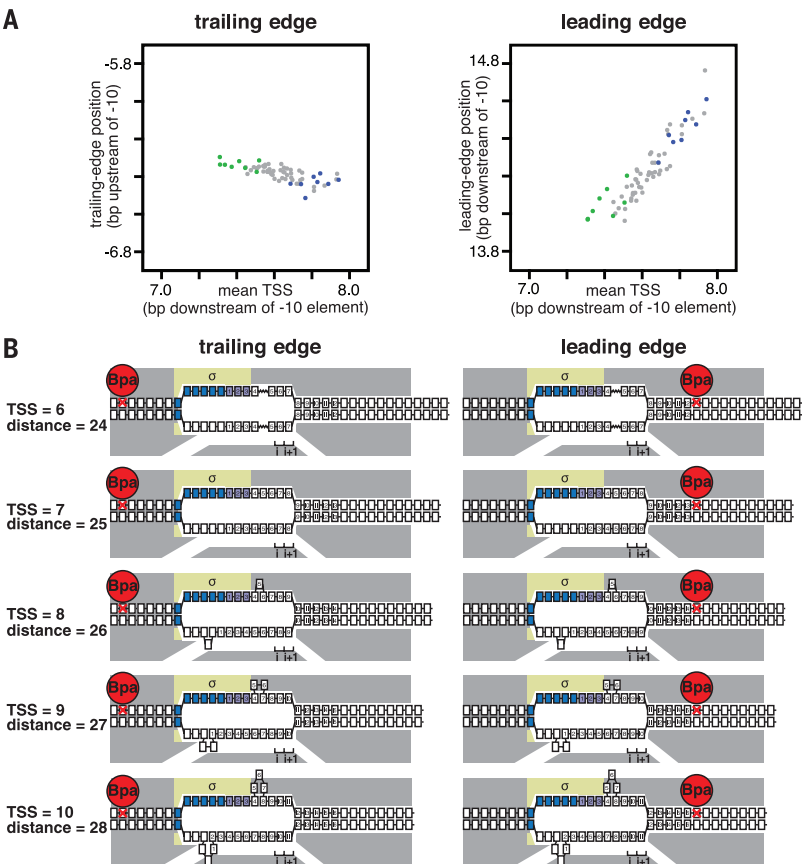 A
trailing edge
leading edge
trailing-edge position
(bp upstream of -10)
-5.8
-6.8
7.0
8.0
mean TSS
(bp downstream of -10 element)
leading-edge position
(bp downstream of -10)
14.8
13.8
7.0
8.0
mean TSS
(bp downstream of -10 element)
B
trailing edge
leading edge
TSS = 6
distance = 24
Bpa
σ
i i+1
Bpa
σ
i i+1
TSS = 7
distance = 25
Bpa
σ
i i+1
Bpa
σ
i i+1
TSS = 8
distance = 26
Bpa
σ
i i+1
Bpa
σ
i i+1
TSS = 9
distance = 27
Bpa
σ
i i+1
Bpa
σ
i i+1
TSS = 10
distance = 28
Bpa
σ
i i+1
Bpa
σ
i i+1